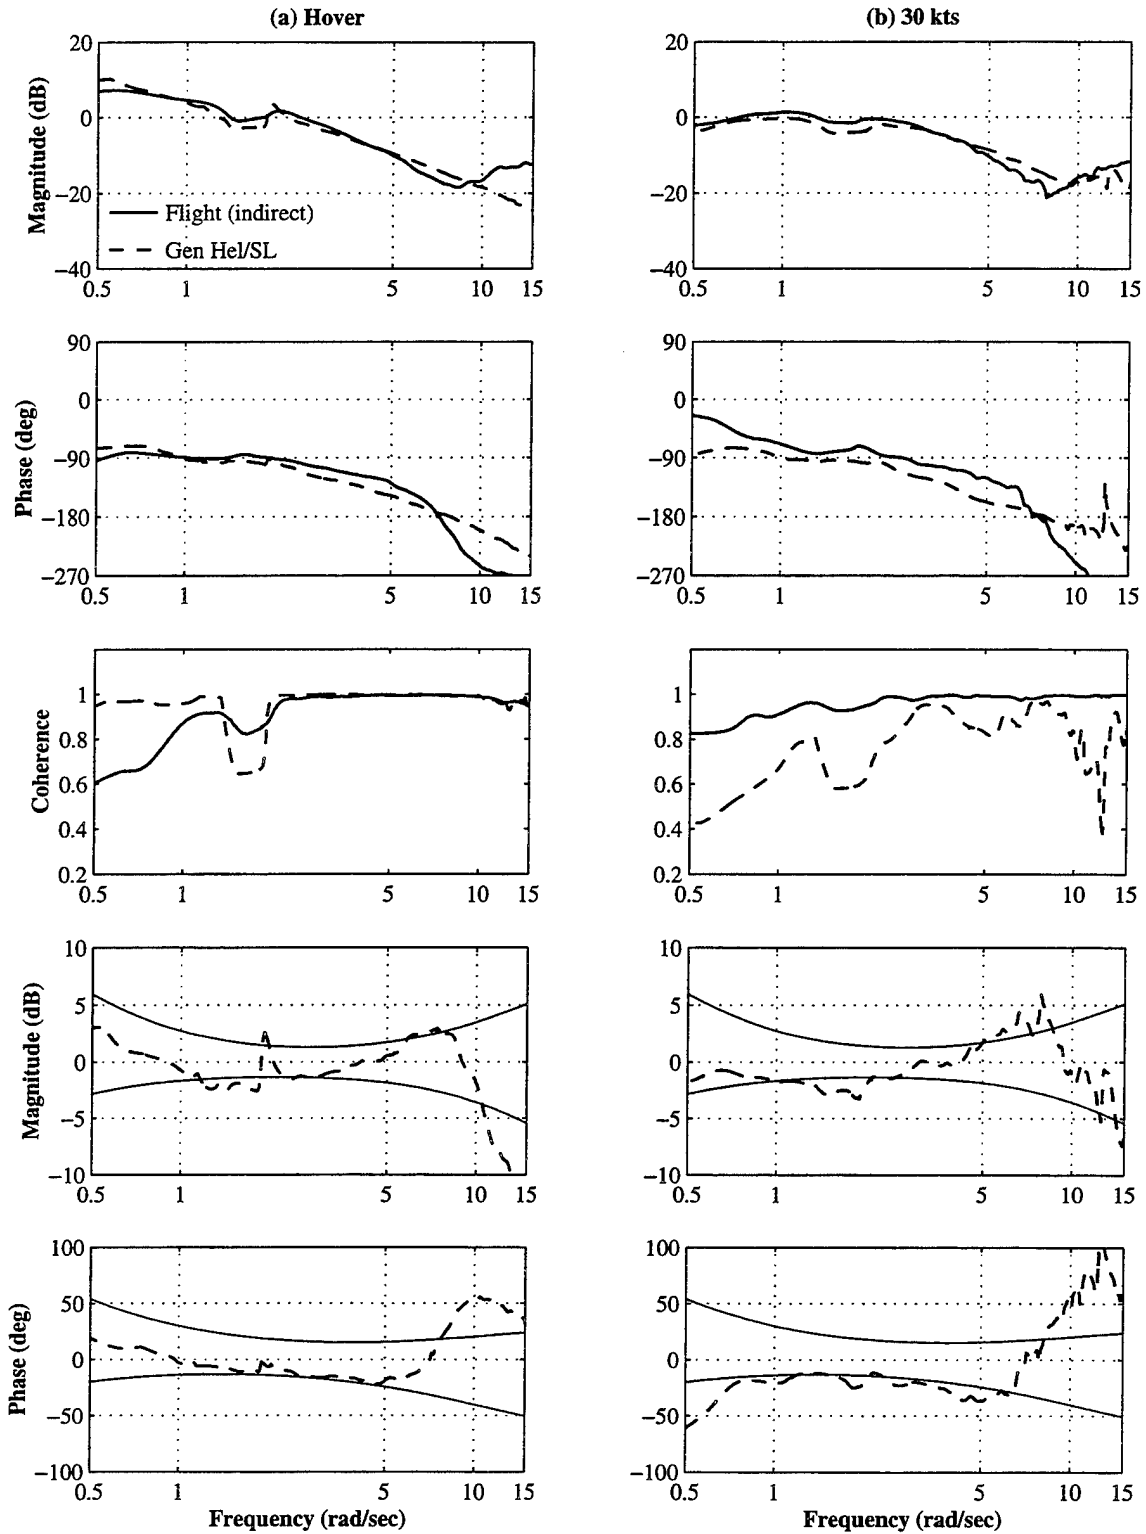 (a) Hover
(b) 30 kts
20
0
−20
−40
Magnitude (dB)
Flight (indirect)
Gen Hel/SL
0.5 1 5 10 15
20
0
−20
−40
0.5 1 5 10 15
90
0
−90
−180
−270
Phase (deg)
0.5 1 5 10 15
90
0
−90
−180
−270
0.5 1 5 10 15
1
0.8
0.6
0.4
0.2
Coherence
0.5 1 5 10 15
1
0.8
0.6
0.4
0.2
0.5 1 5 10 15
10
5
0
−5
−10
Magnitude (dB)
0.5 1 5 10 15
10
5
0
−5
−10
0.5 1 5 10 15
100
50
0
−50
−100
Phase (deg)
0.5 1 5 10 15
Frequency (rad/sec)
100
50
0
−50
−100
0.5 1 5 10 15
Frequency (rad/sec)